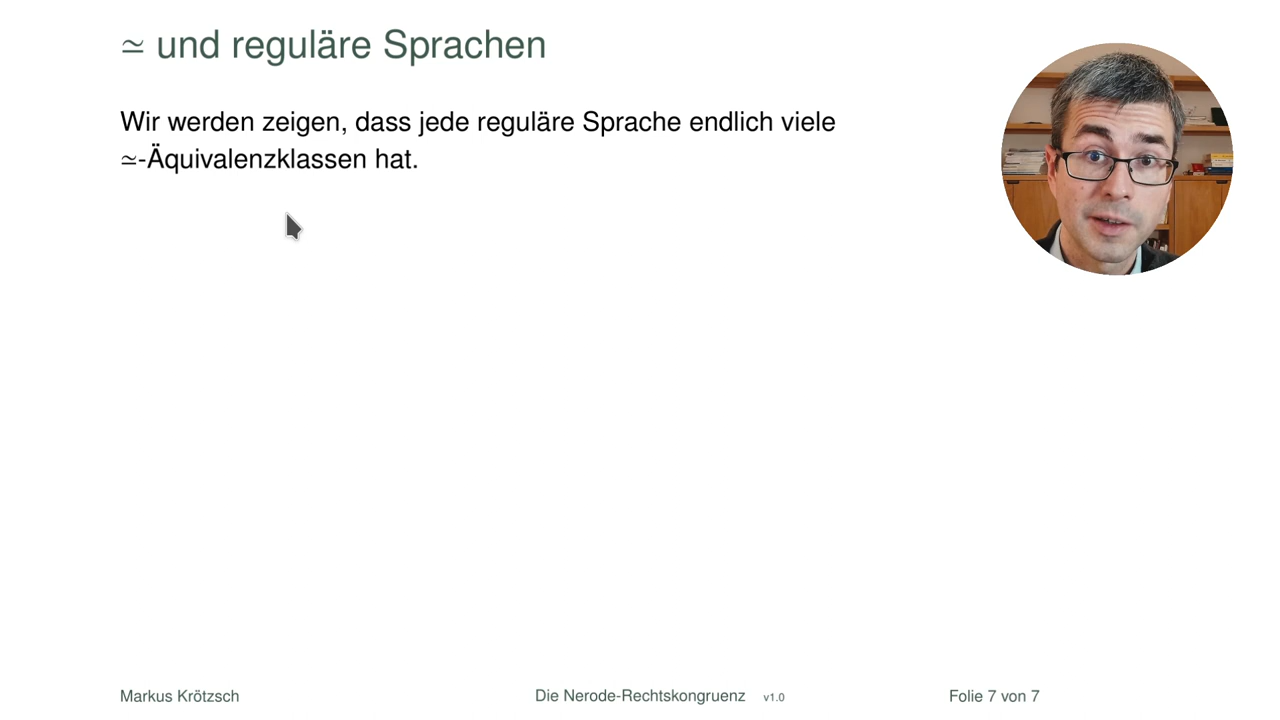 ≃ und reguläre Sprachen
Wir werden zeigen, dass jede reguläre Sprache endlich viele
≃-Äquivalenzklassen hat.
Markus Krötzsch
Die Nerode-Rechtskongruenz v1.0
Folie 7 von 7